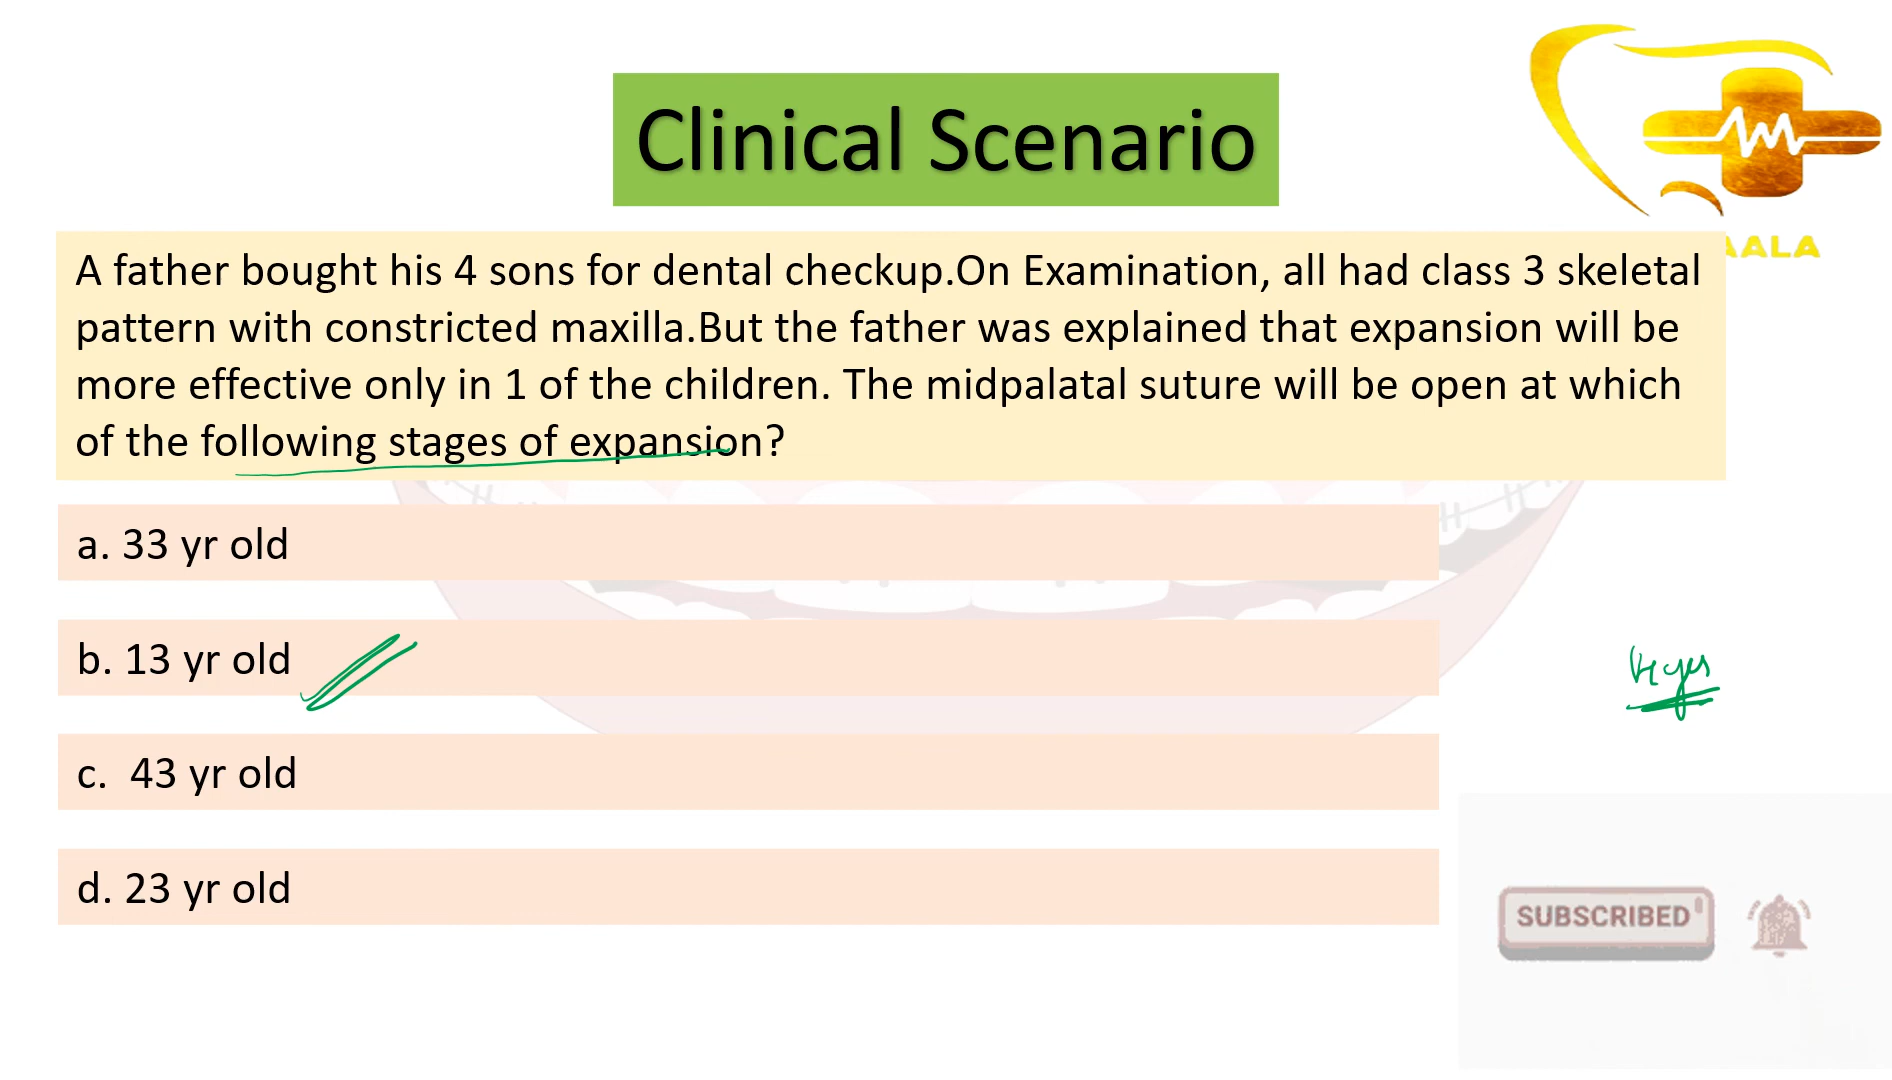 Clinical Scenario
AALA
A father bought his 4 sons for dental checkup.On Examination, all had class 3 skeletal
pattern with constricted maxilla.But the father was explained that expansion will be
more effective only in 1 of the children. The midpalatal suture will be open at which
of the following stages of expansion?
a. 33 yr old
b. 13 yr old
c. 43 yr old
d. 23 yr old
SUBSCRIBED